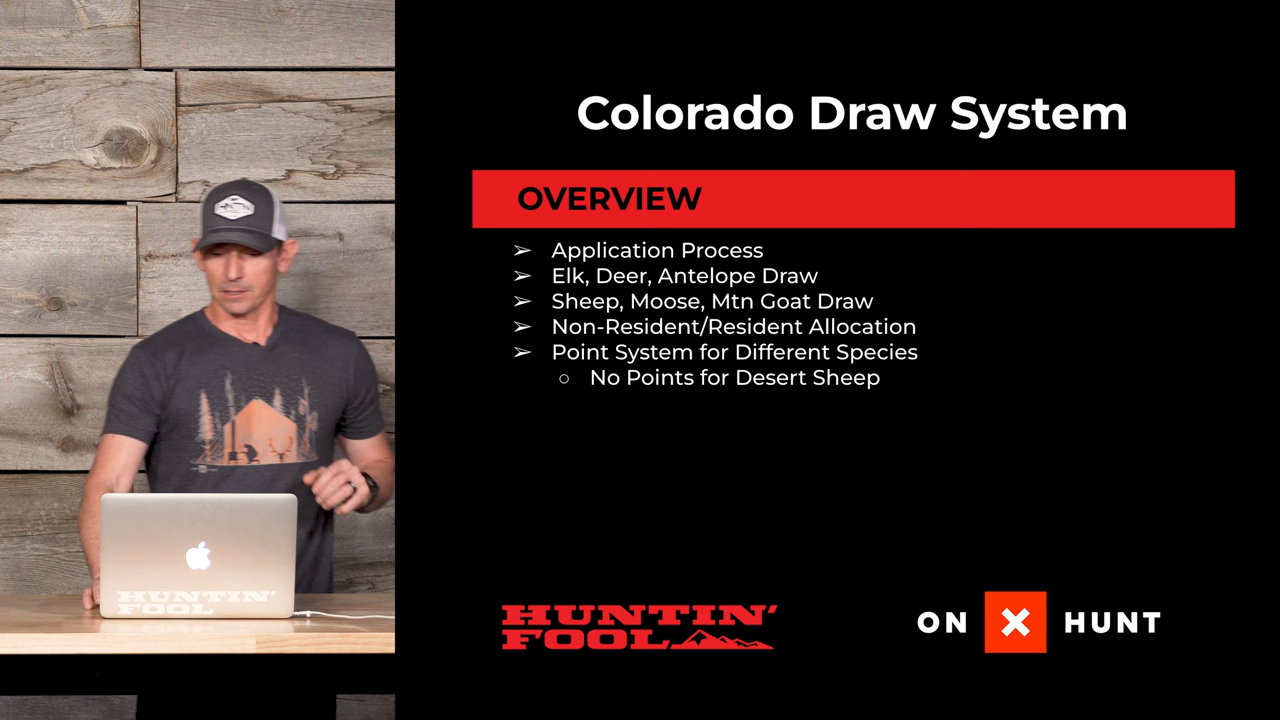 Colorado Draw System
OVERVIEW
➢ Application Process
➢ Elk, Deer, Antelope Draw
➢ Sheep, Moose, Mtn Goat Draw
➢ Non-Resident/Resident Allocation
➢ Point System for Different Species
○ No Points for Desert Sheep
HUNTIN'
FOOL
HUNTIN'
FOOL
ON X HUNT